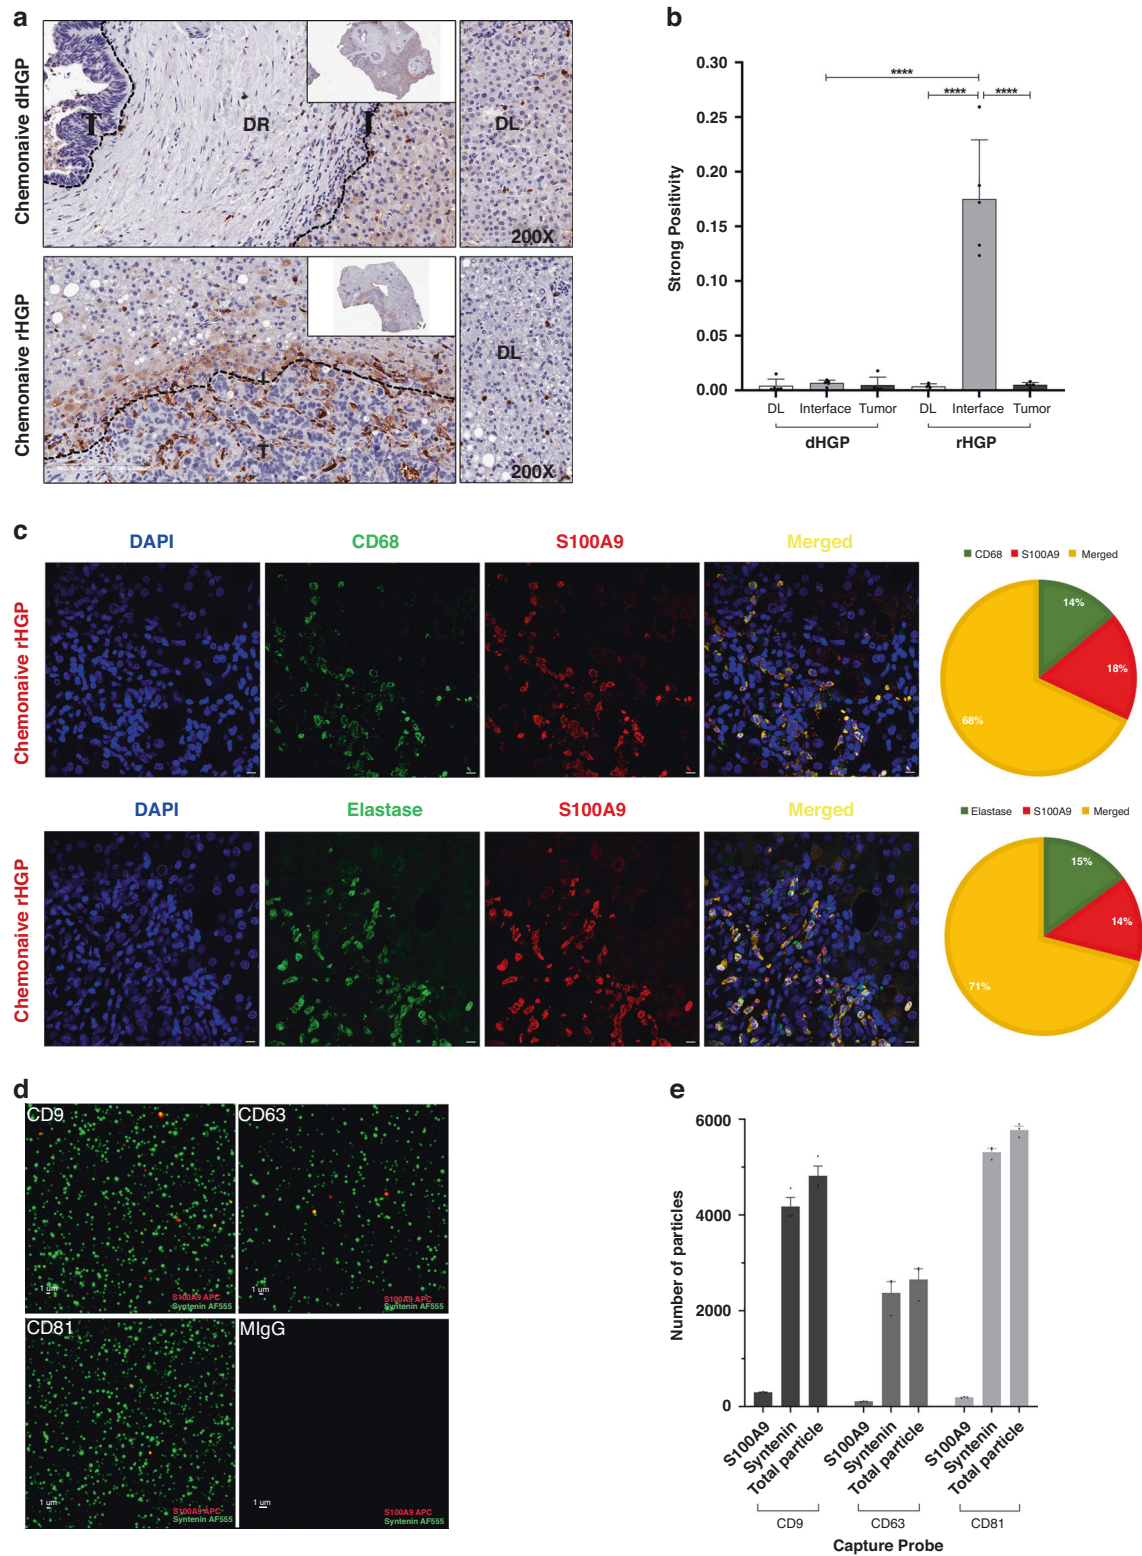 a
Chemonaive dHGP
T
DR
I
DL
200X
Chemonaive rHGP
I
T
DL
200X
b
Strong Positivity
0.30
0.25
0.20
0.15
0.10
0.05
0.00
****
**** ****
DL Interface Tumor DL Interface Tumor
dHGP rHGP
c
DAPI CD68 S100A9 Merged
Chemonaive rHGP
CD68 S100A9 Merged
14%
18%
68%
DAPI Elastase S100A9 Merged
Chemonaive rHGP
Elastase S100A9 Merged
15%
14%
71%
d
CD9
1 um
S100A9 APC
Syntenin AF555
CD63
1 um
S100A9 APC
Syntenin AF555
CD81
1 um
S100A9 APC
Syntenin AF555
MIgG
1 um
S100A9 APC
Syntenin AF555
e
Number of particles
6000
4000
2000
0
S100A9 Syntenin Total particle S100A9 Syntenin Total particle S100A9 Syntenin Total particle
CD9 CD63 CD81
Capture Probe